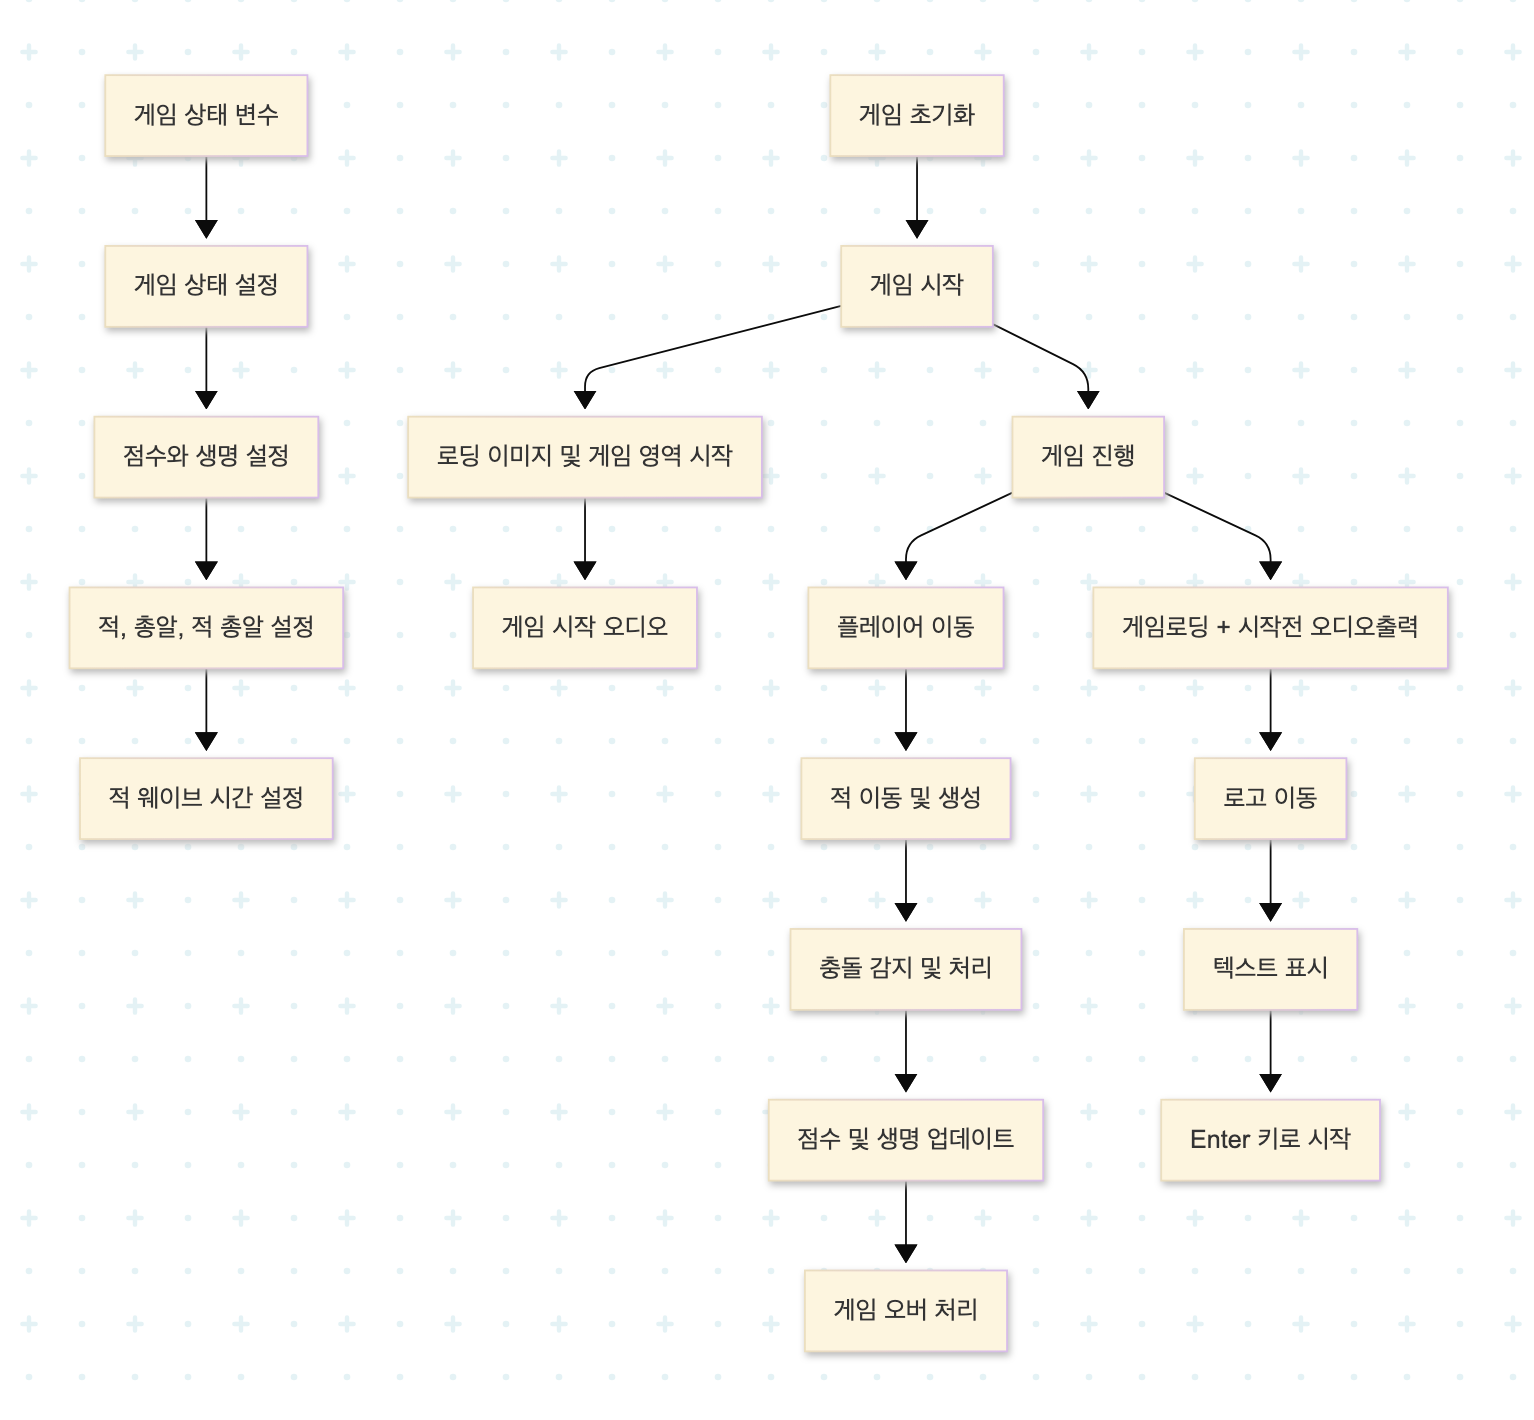 게임 상태 변수
게임 초기화
게임 상태 설정
게임 시작
점수와 생명 설정
로딩 이미지 및 게임 영역 시작
게임 진행
적, 총알, 적 총알 설정
게임 시작 오디오
플레이어 이동
게임로딩 + 시작전 오디오출력
적 웨이브 시간 설정
적 이동 및 생성
로고 이동
충돌 감지 및 처리
텍스트 표시
점수 및 생명 업데이트
Enter 키로 시작
게임 오버 처리